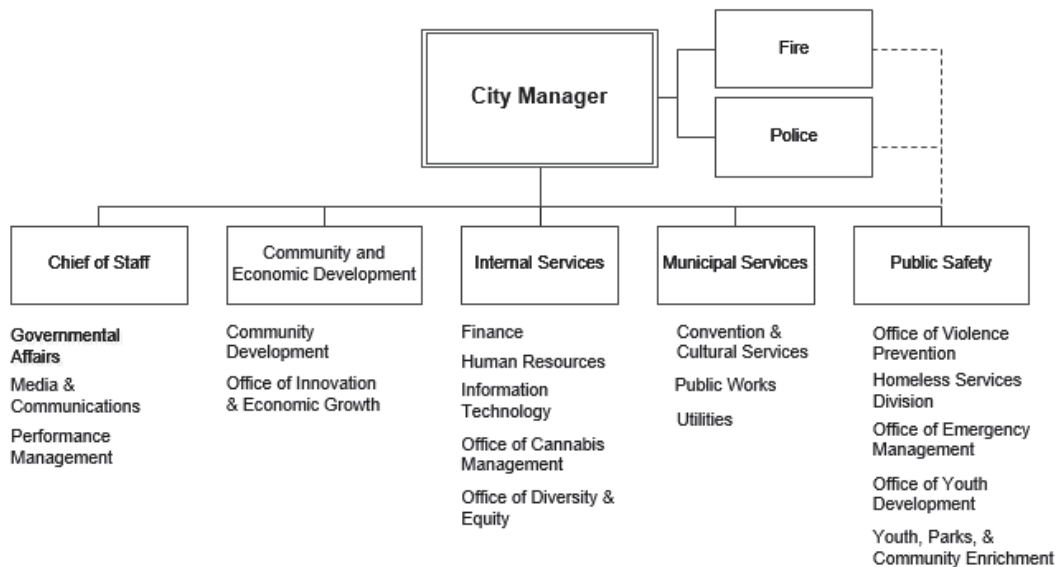 Fire
City Manager
Police
Chief of Staff
Community and
Economic Development
Internal Services
Municipal Services
Public Safety
Governmental
Affairs
Media &
Communications
Performance
Management
Community
Development
Office of Innovation
& Economic Growth
Finance
Human Resources
Information
Technology
Office of Cannabis
Management
Office of Diversity &
Equity
Convention &
Cultural Services
Public Works
Utilities
Office of Violence
Prevention
Homeless Services
Division
Office of Emergency
Management
Office of Youth
Development
Youth, Parks, &
Community Enrichment